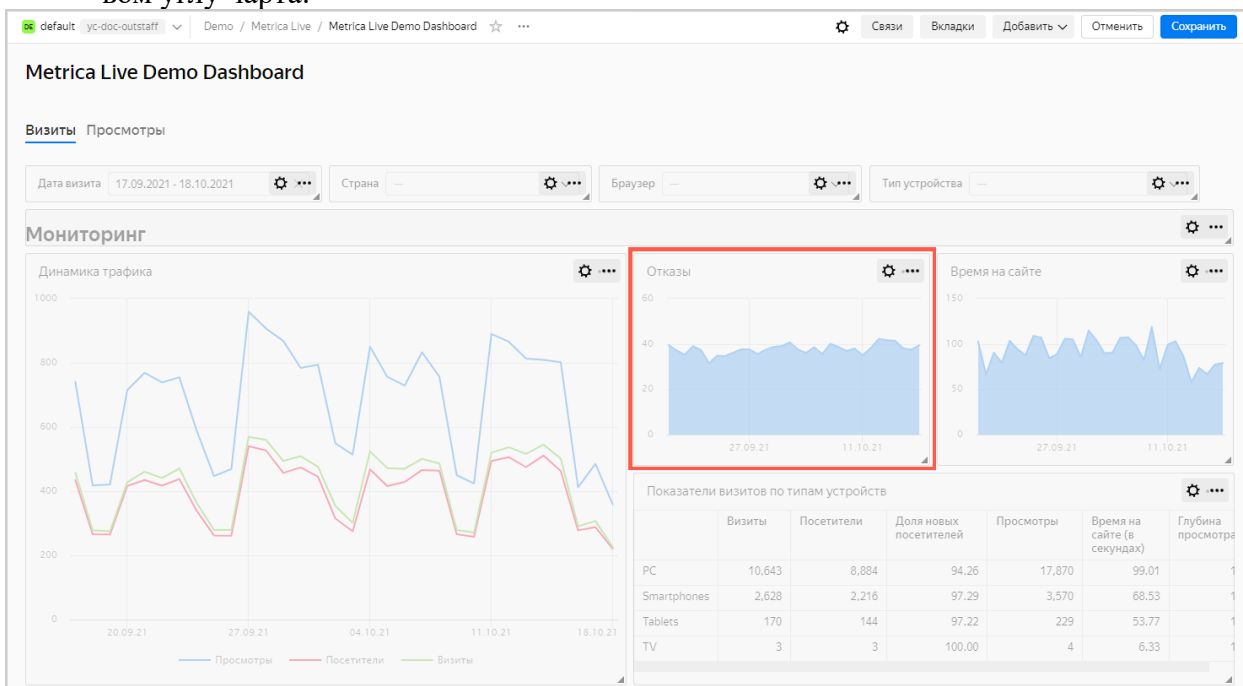 вом углу чарта.
default yc-doc-outstaff Demo / Metrica Live / Metrica Live Demo Dashboard Связи Вкладки Добавить Отменить Сохранить
Metrica Live Demo Dashboard
Визиты Просмотры
Дата визита 17.09.2021 - 18.10.2021 Страна — Браузер — Тип устройства —
Мониторинг
Динамика трафика
1000
800
600
400
200
0
20.09.21 27.09.21 04.10.21 11.10.21 18.10.21
Просмотры Посетители Визиты
Отказы
60
40
20
0
27.09.21 11.10.21
Время на сайте
150
100
50
0
27.09.21 11.10.21
Показатели визитов по типам устройств
Визиты Посетители Доля новых посетителей Просмотры Время на сайте (в секундах) Глубина просмотра
PC 10,643 8,884 94.26 17,870 99.01 1
Smartphones 2,628 2,216 97.29 3,570 68.53 1
Tablets 170 144 97.22 229 53.77 1
TV 3 3 100.00 4 6.33 1